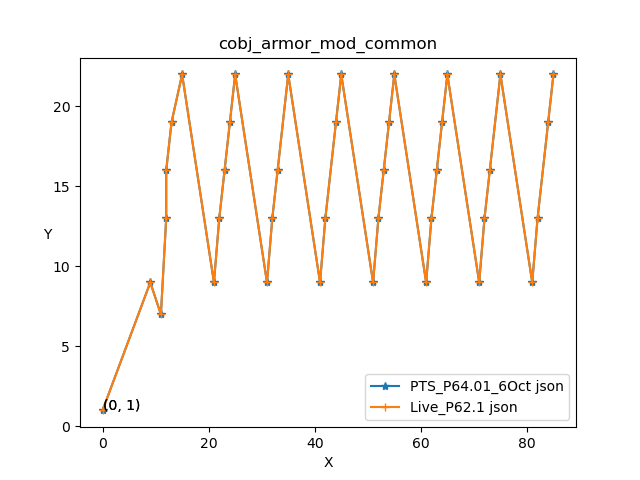 cobj_armor_mod_common
20
15
Y
10
5
0
(0, 1)
PTS_P64.01_6Oct json
Live_P62.1 json
0 20 40 60 80
X